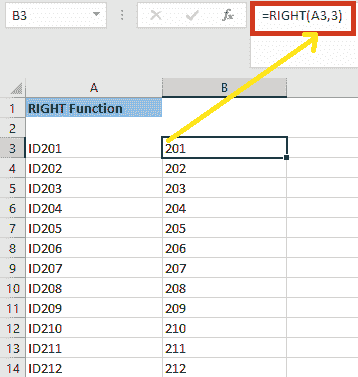 B3 fx =RIGHT(A3,3)
A B
1 RIGHT Function
2
3 ID201 201
4 ID202 202
5 ID203 203
6 ID204 204
7 ID205 205
8 ID206 206
9 ID207 207
10 ID208 208
11 ID209 209
12 ID210 210
13 ID211 211
14 ID212 212